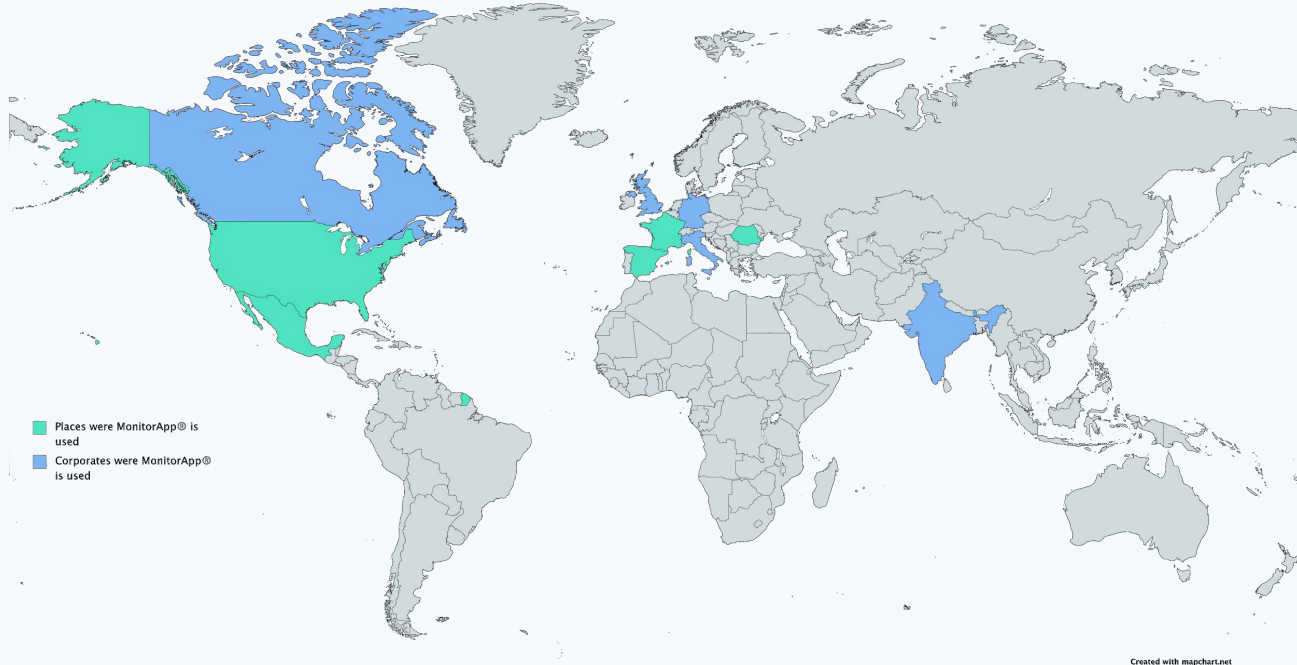 Places were MonitorApp® is
used
Corporates were MonitorApp®
is used
Created with mapchart.net